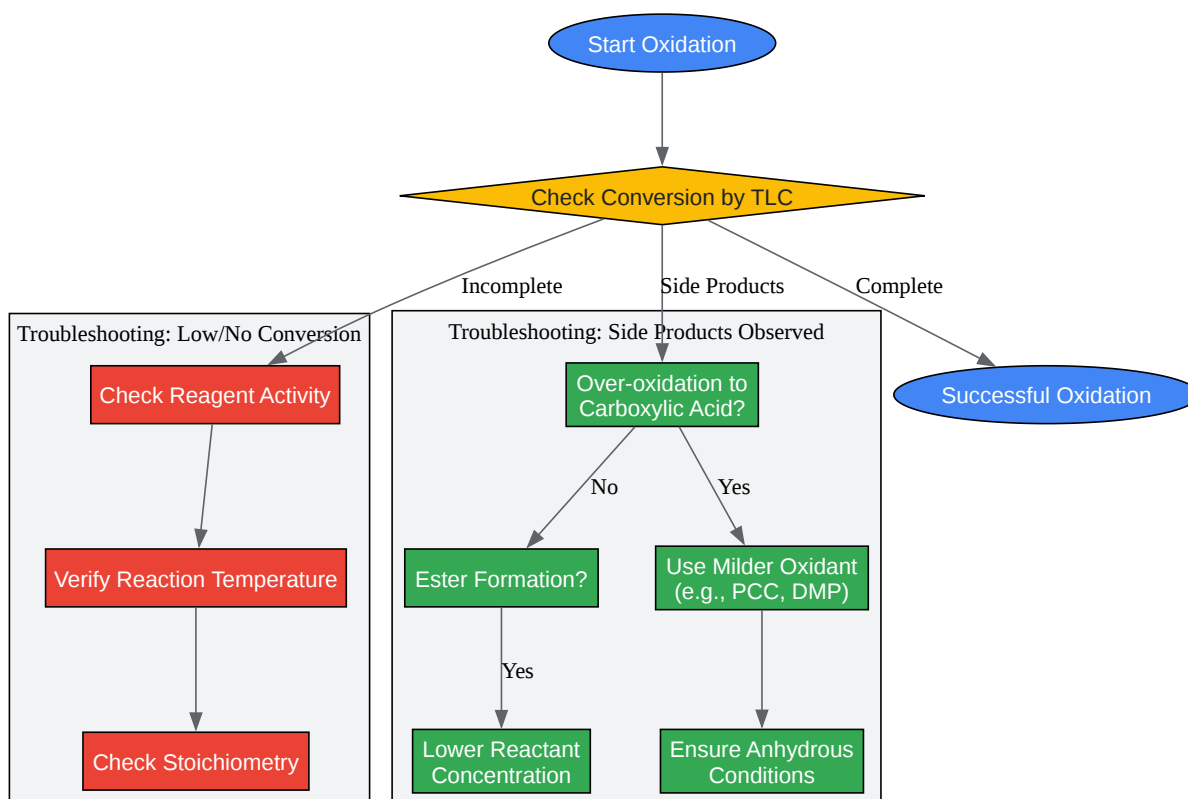 Start Oxidation
Check Conversion by TLC
Incomplete
Side Products
Complete
Troubleshooting: Low/No Conversion
Troubleshooting: Side Products Observed
Check Reagent Activity
Over-oxidation to
Carboxylic Acid?
Successful Oxidation
No
Yes
Verify Reaction Temperature
Ester Formation?
Use Milder Oxidant
(e.g., PCC, DMP)
Yes
Check Stoichiometry
Lower Reactant
Concentration
Ensure Anhydrous
Conditions